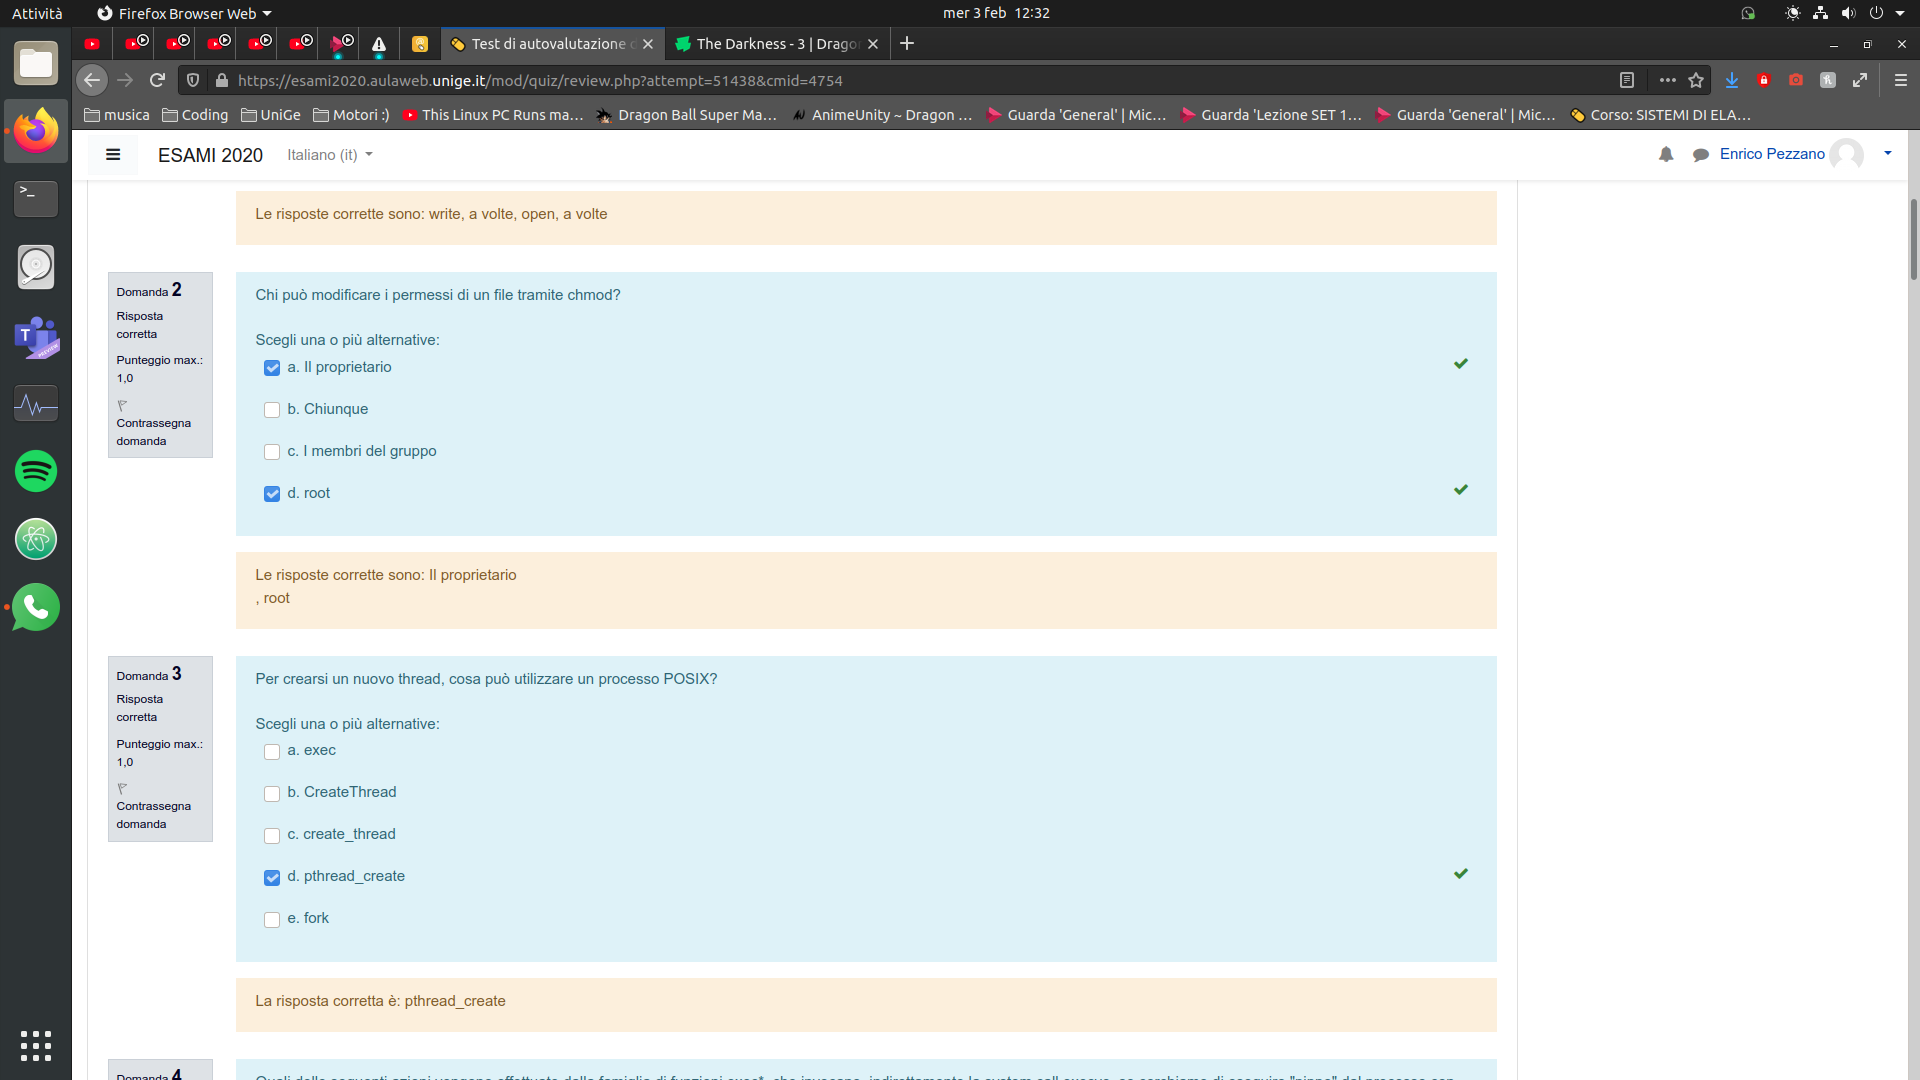 Attività
Firefox Browser Web
mer 3 feb 12:32
Test di autovalutazione
The Darkness - 3 | Drago
https://esami2020.aulaweb.unige.it/mod/quiz/review.php?attempt=51438&cmid=4754
musica
Coding
UniGe
Motori :)
This Linux PC Runs ma...
Dragon Ball Super Ma...
AnimeUnity ~ Dragon ...
Guarda 'General' | Mic...
Guarda 'Lezione SET 1...
Guarda 'General' | Mic...
Corso: SISTEMI DI ELA...
ESAMI 2020
Italiano (it)
Enrico Pezzano
Le risposte corrette sono: write, a volte, open, a volte
Domanda 2
Risposta
corretta
Punteggio max.:
1,0
Contrassegna
domanda
Chi può modificare i permessi di un file tramite chmod?
Scegli una o più alternative:
a. Il proprietario
b. Chiunque
c. I membri del gruppo
d. root
Le risposte corrette sono: Il proprietario
, root
Domanda 3
Risposta
corretta
Punteggio max.:
1,0
Contrassegna
domanda
Per crearsi un nuovo thread, cosa può utilizzare un processo POSIX?
Scegli una o più alternative:
a. exec
b. CreateThread
c. create_thread
d. pthread_create
e. fork
La risposta corretta è: pthread_create
Domanda 4